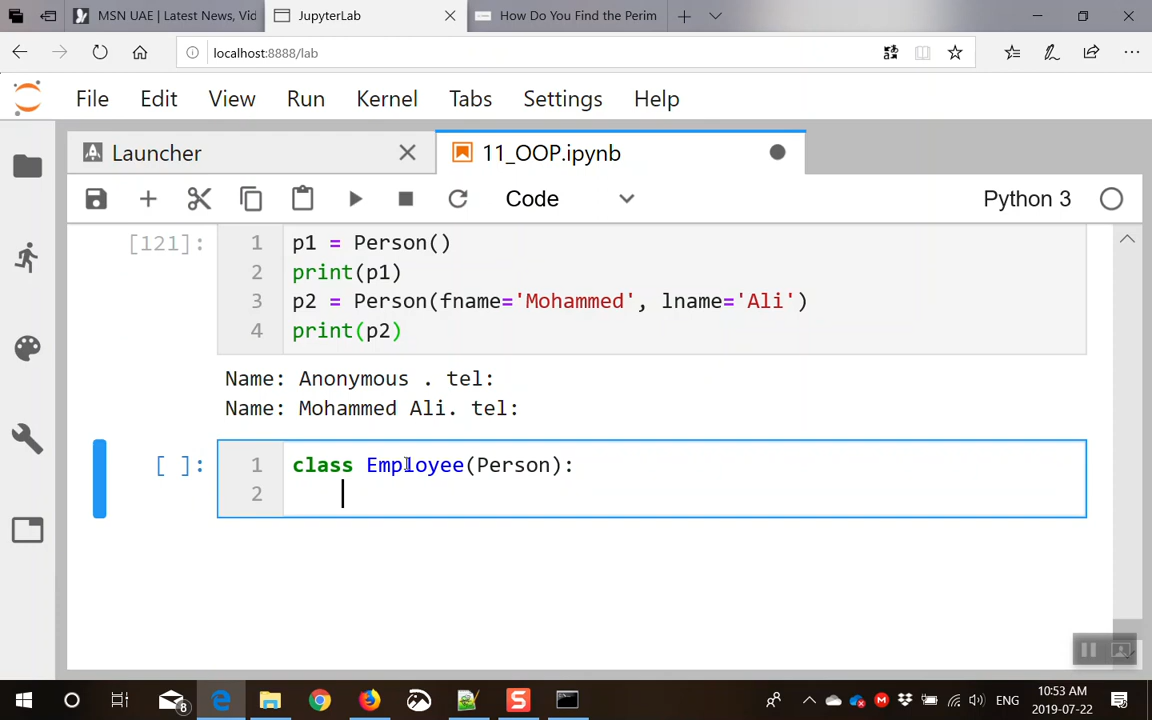 MSN UAE | Latest News, Vid
JupyterLab
How Do You Find the Perim
localhost:8888/lab
File Edit View Run Kernel Tabs Settings Help
Launcher
11_OOP.ipynb
Code
Python 3
[121]:
1 p1 = Person()
2 print(p1)
3 p2 = Person(fname='Mohammed', lname='Ali')
4 print(p2)
Name: Anonymous . tel:
Name: Mohammed Ali. tel:
[ ]:
1 class Employee(Person):
2
8
S
M
ENG
10:53 AM
2019-07-22